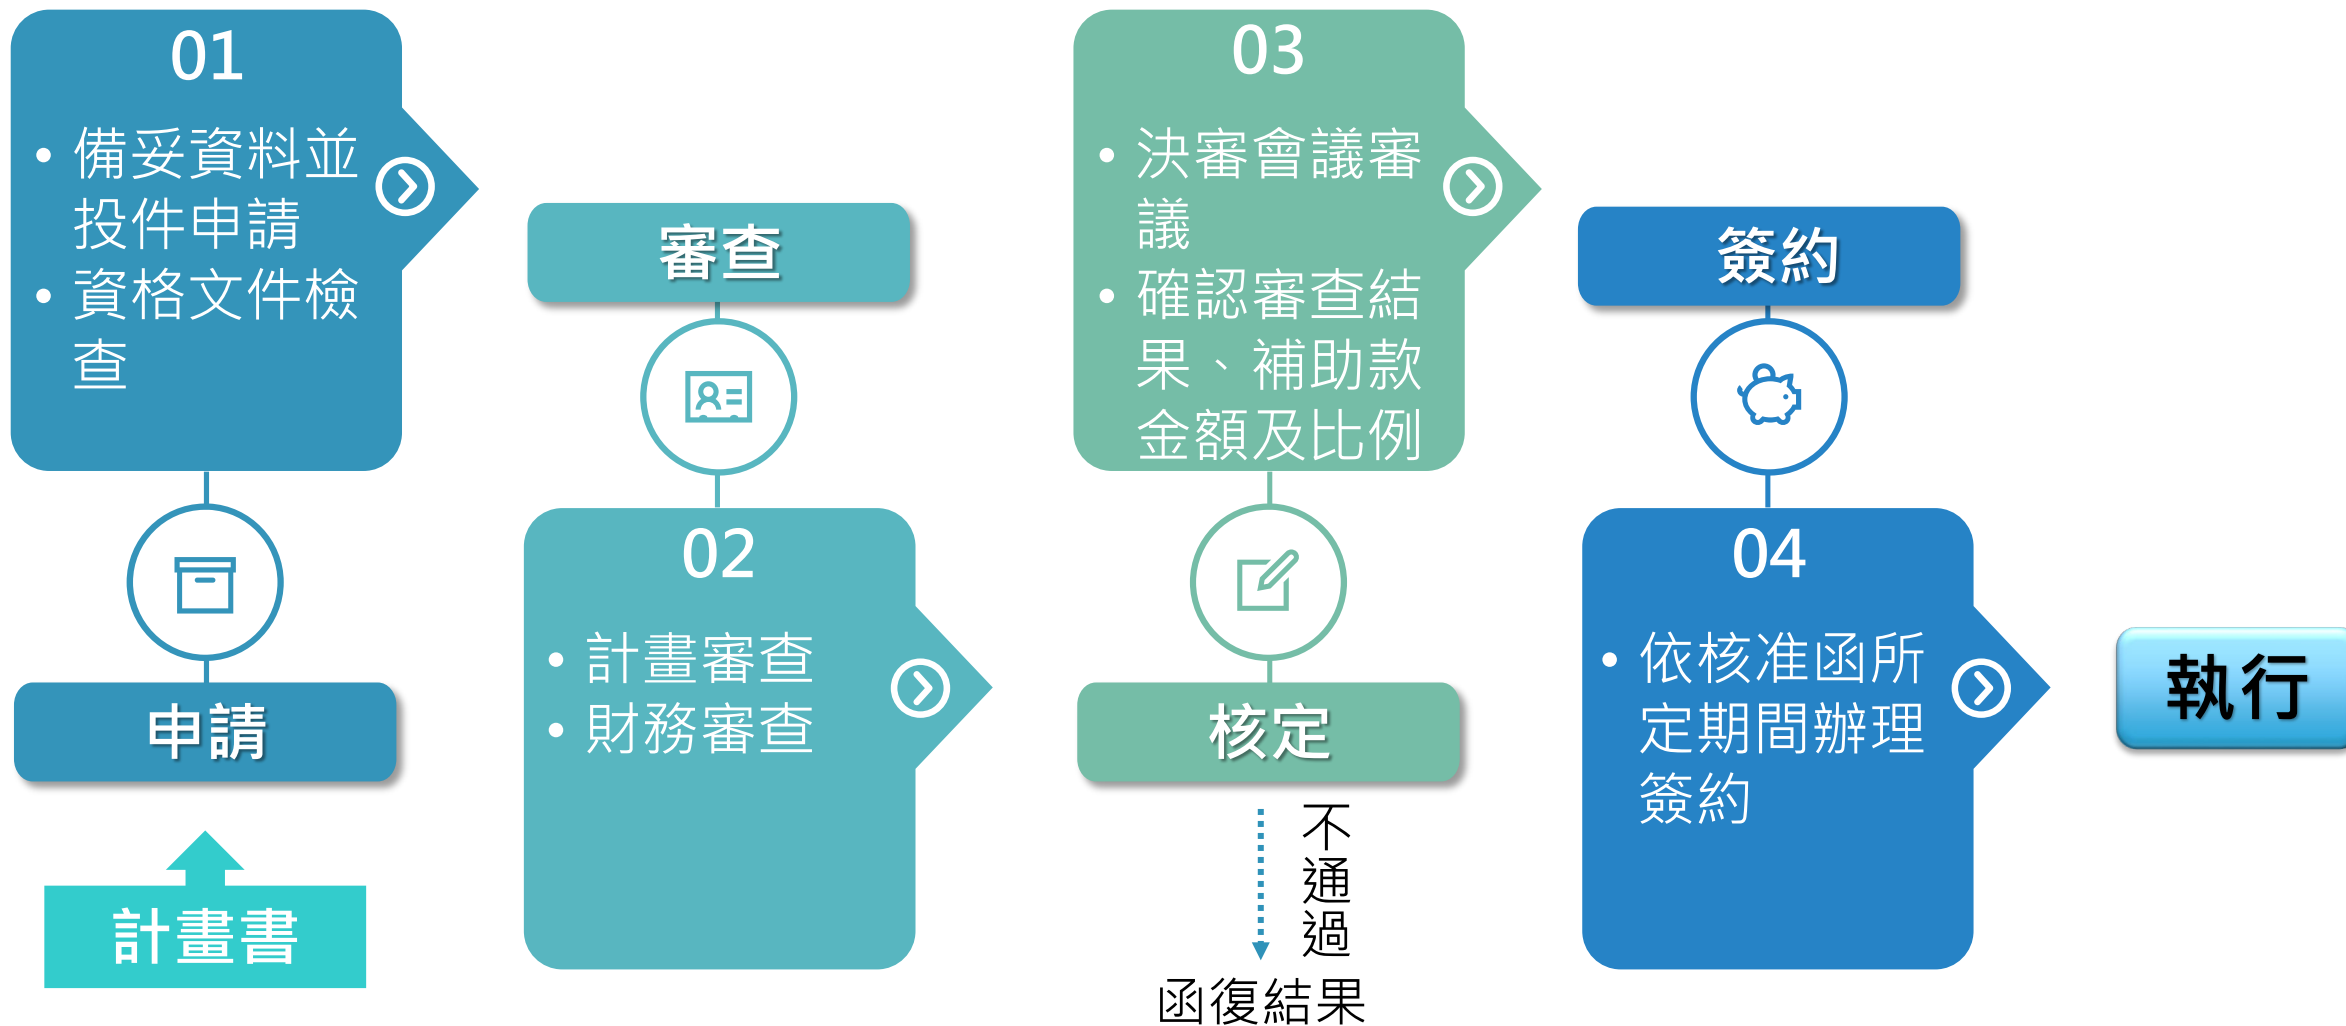 01
• 備妥資料並
投件申請
• 資格文件檢
查
申請
計畫書
審查
02
• 計畫審查
• 財務審查
03
• 決審會議審
議
• 確認審查結
果、補助款
金額及比例
核定
不
通
過
函復結果
簽約
04
• 依核准函所
定期間辦理
簽約
執行